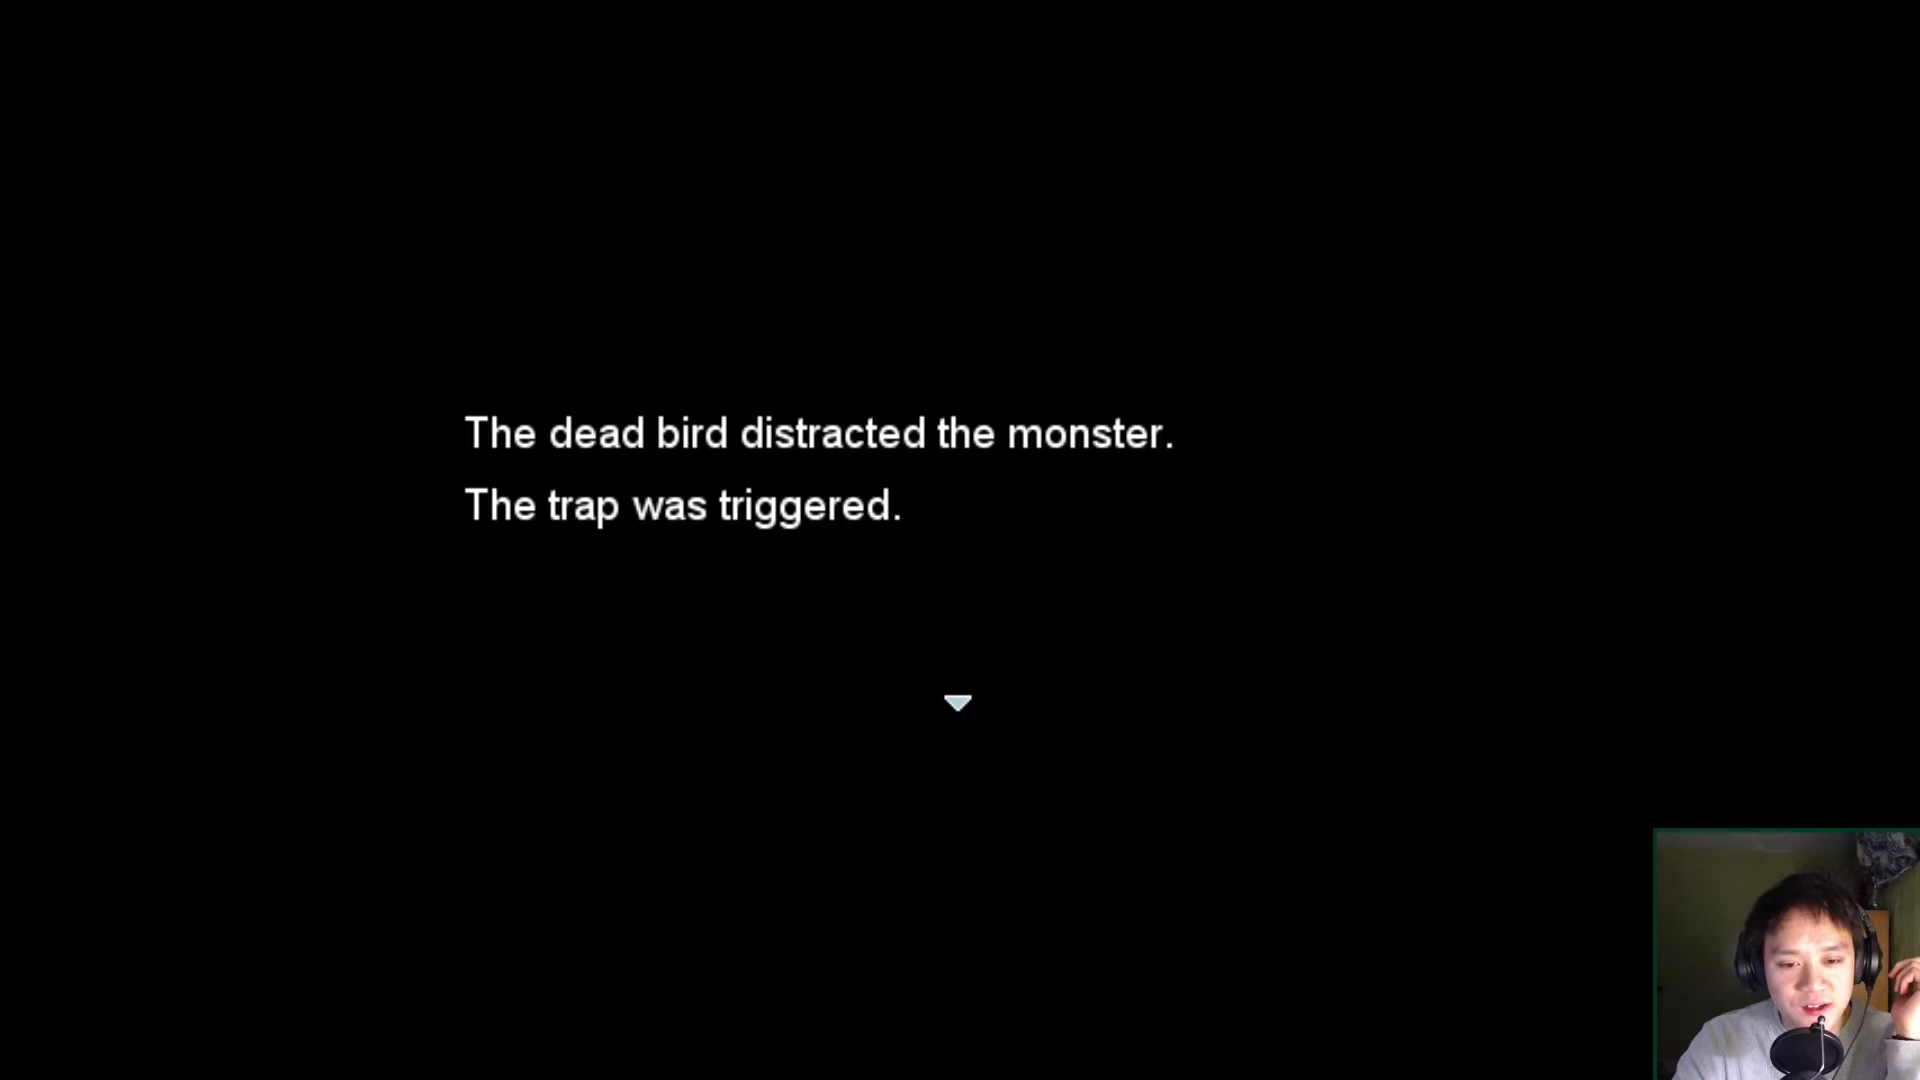 The dead bird distracted the monster.
The trap was triggered.